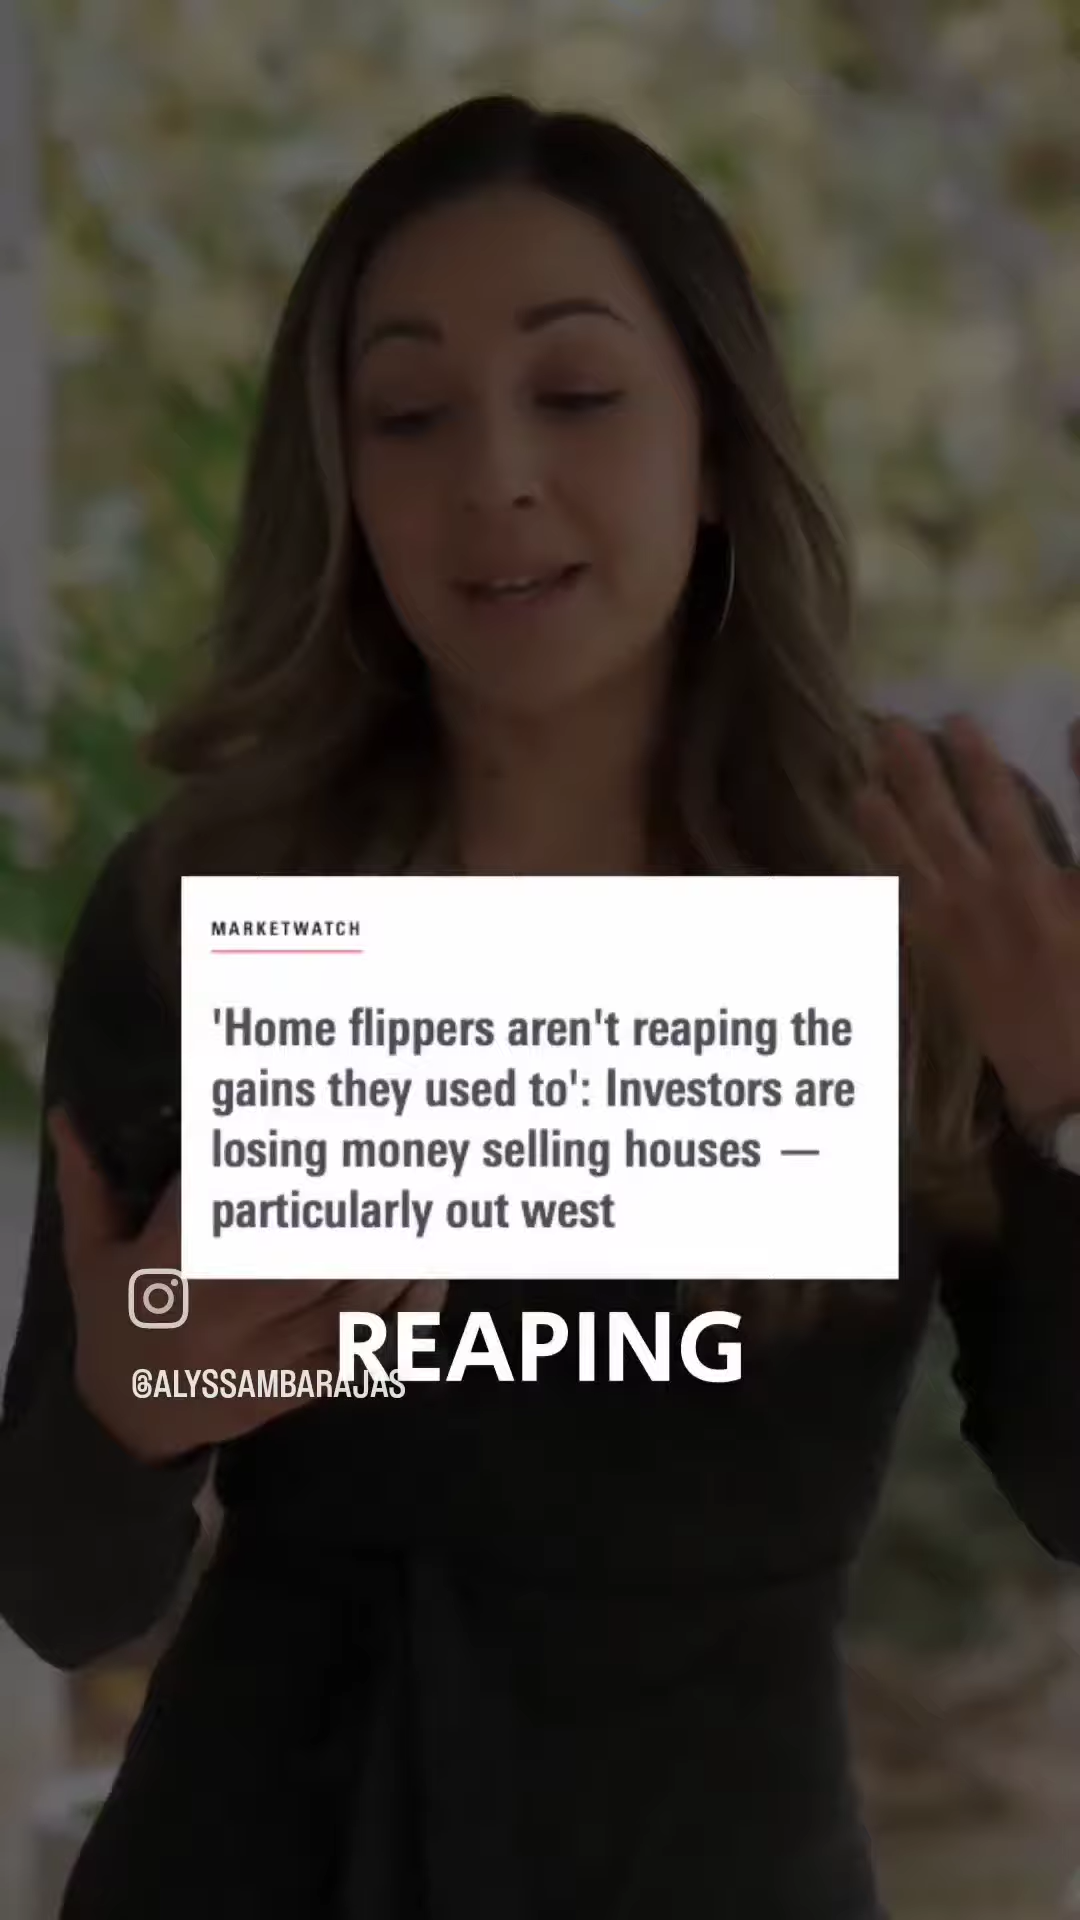 MARKETWATCH
'Home flippers aren't reaping the
gains they used to': Investors are
losing money selling houses —
particularly out west
REAPING
@ALYSSAMBARAJAS